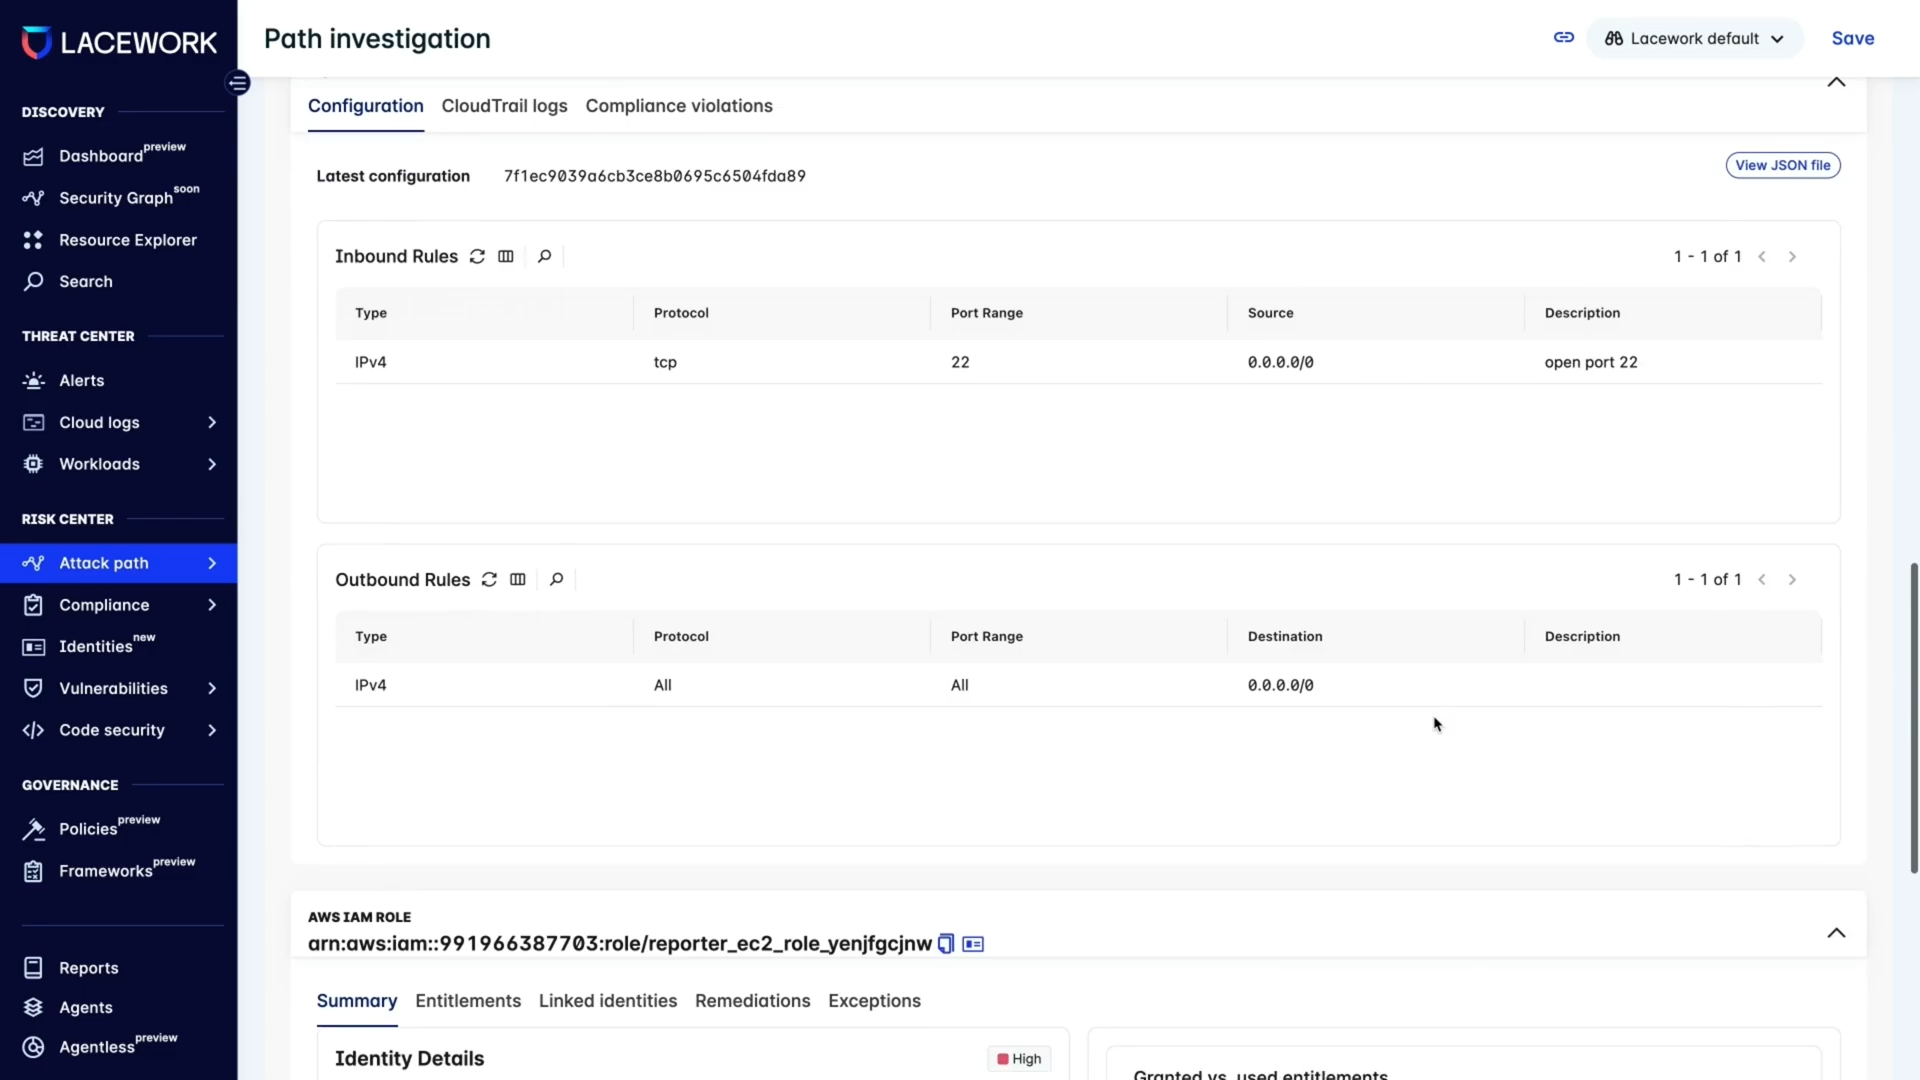 LACEWORK
Path investigation
Lacework default
Save
DISCOVERY
Dashboard preview
Security Graph soon
Resource Explorer
Search
THREAT CENTER
Alerts
Cloud logs
Workloads
RISK CENTER
Attack path
Compliance
Identities new
Vulnerabilities
Code security
GOVERNANCE
Policies preview
Frameworks preview
Reports
Agents
Agentless preview
Configuration CloudTrail logs Compliance violations
Latest configuration 7f1ec9039a6cb3ce8b0695c6504fda89
View JSON file
Inbound Rules
1 - 1 of 1
Type Protocol Port Range Source Description
IPv4 tcp 22 0.0.0.0/0 open port 22
Outbound Rules
1 - 1 of 1
Type Protocol Port Range Destination Description
IPv4 All All 0.0.0.0/0
AWS IAM ROLE
arn:aws:iam::991966387703:role/reporter_ec2_role_yenjfgcjnw
Summary Entitlements Linked identities Remediations Exceptions
Identity Details
High
Granted vs. used entitlements